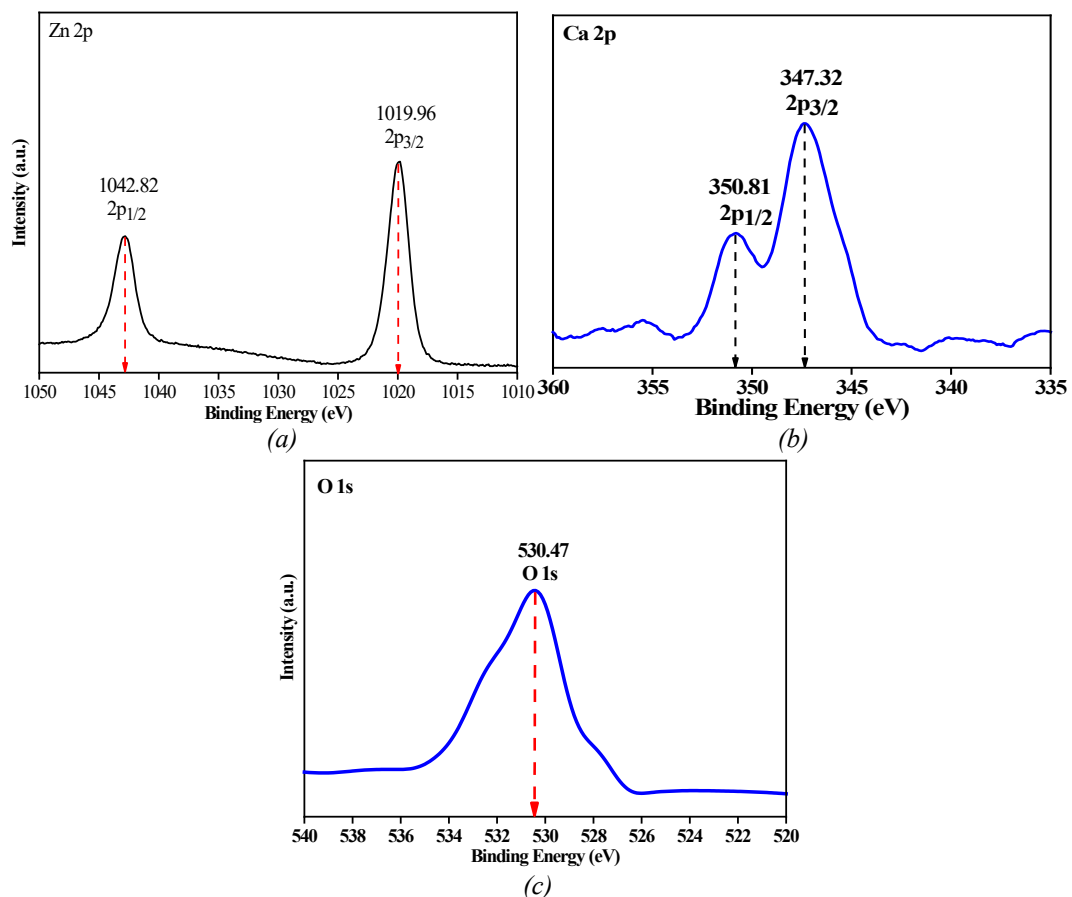 Zn 2p
1019.96
2p3/2
1042.82
2p1/2
Intensity (a.u.)
1050 1045 1040 1035 1030 1025 1020 1015 1010
Binding Energy (eV)
(a)
Ca 2p
347.32
2p3/2
350.81
2p1/2
360 355 350 345 340 335
Binding Energy (eV)
(b)
O 1s
530.47
O 1s
Intensity (a.u.)
540 538 536 534 532 530 528 526 524 522 520
Binding Energy (eV)
(c)